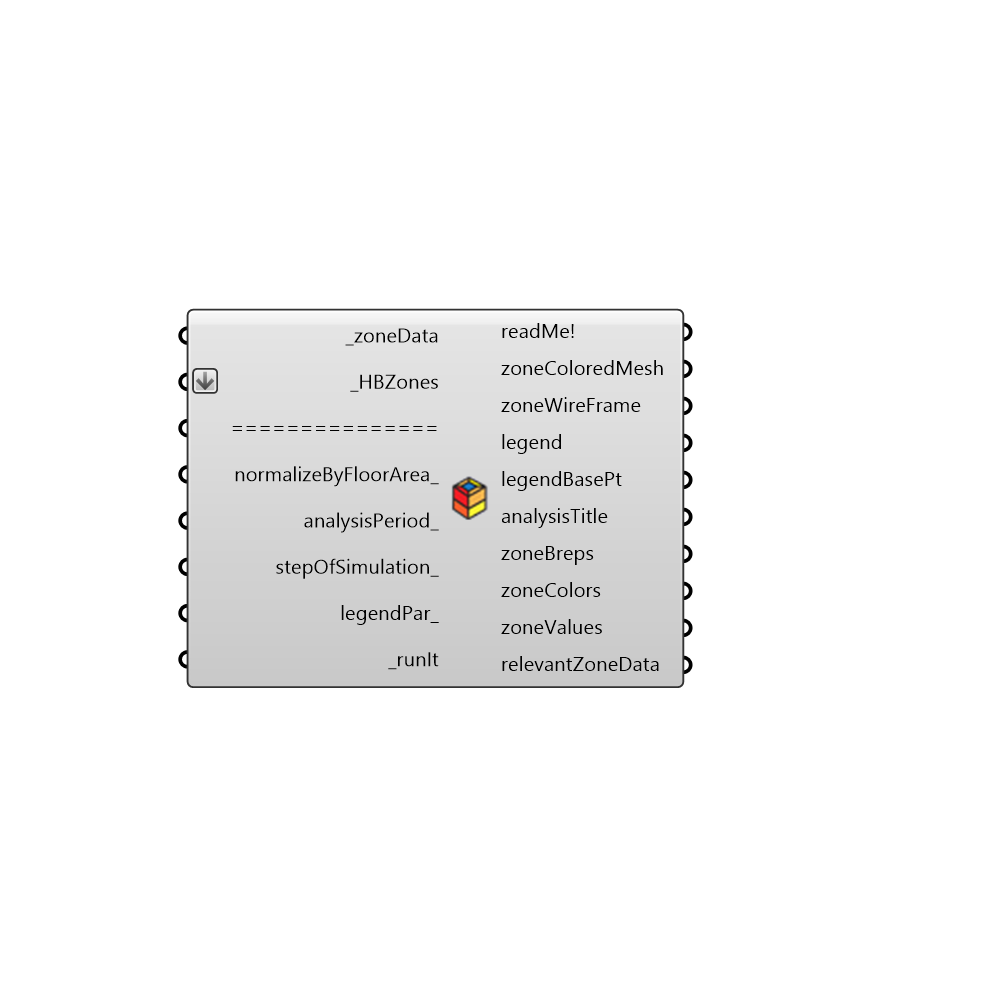 _zoneData
_HBZones
===============
normalizeByFloorArea_
analysisPeriod_
stepOfSimulation_
legendPar_
_runIt
readMe!
zoneColoredMesh
zoneWireFrame
legend
legendBasePt
analysisTitle
zoneBreps
zoneColors
zoneValues
relevantZoneData